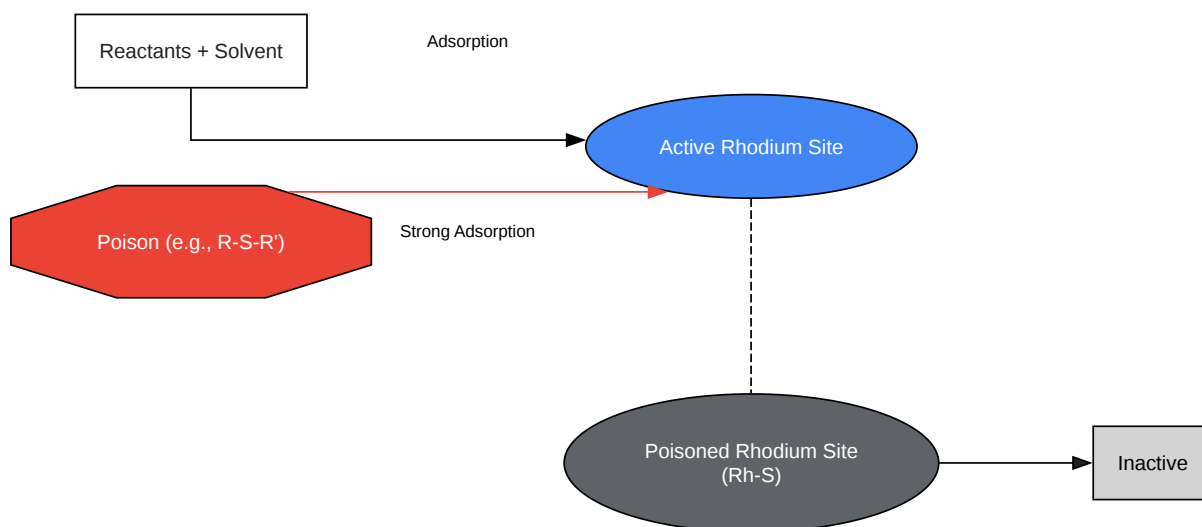 Reactants + Solvent
Adsorption
Active Rhodium Site
Poison (e.g., R-S-R')
Strong Adsorption
Poisoned Rhodium Site
(Rh-S)
Inactive